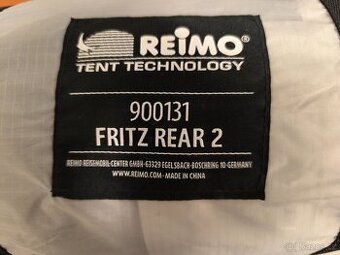 REIMO®
TENT TECHNOLOGY
900131
FRITZ REAR 2
REIMO REISEMOBIL-CENTER GMBH-63329 EGELSBACH-BOSCHRING 10-GERMANY
WWW.REIMO.COM-MADE IN CHINA